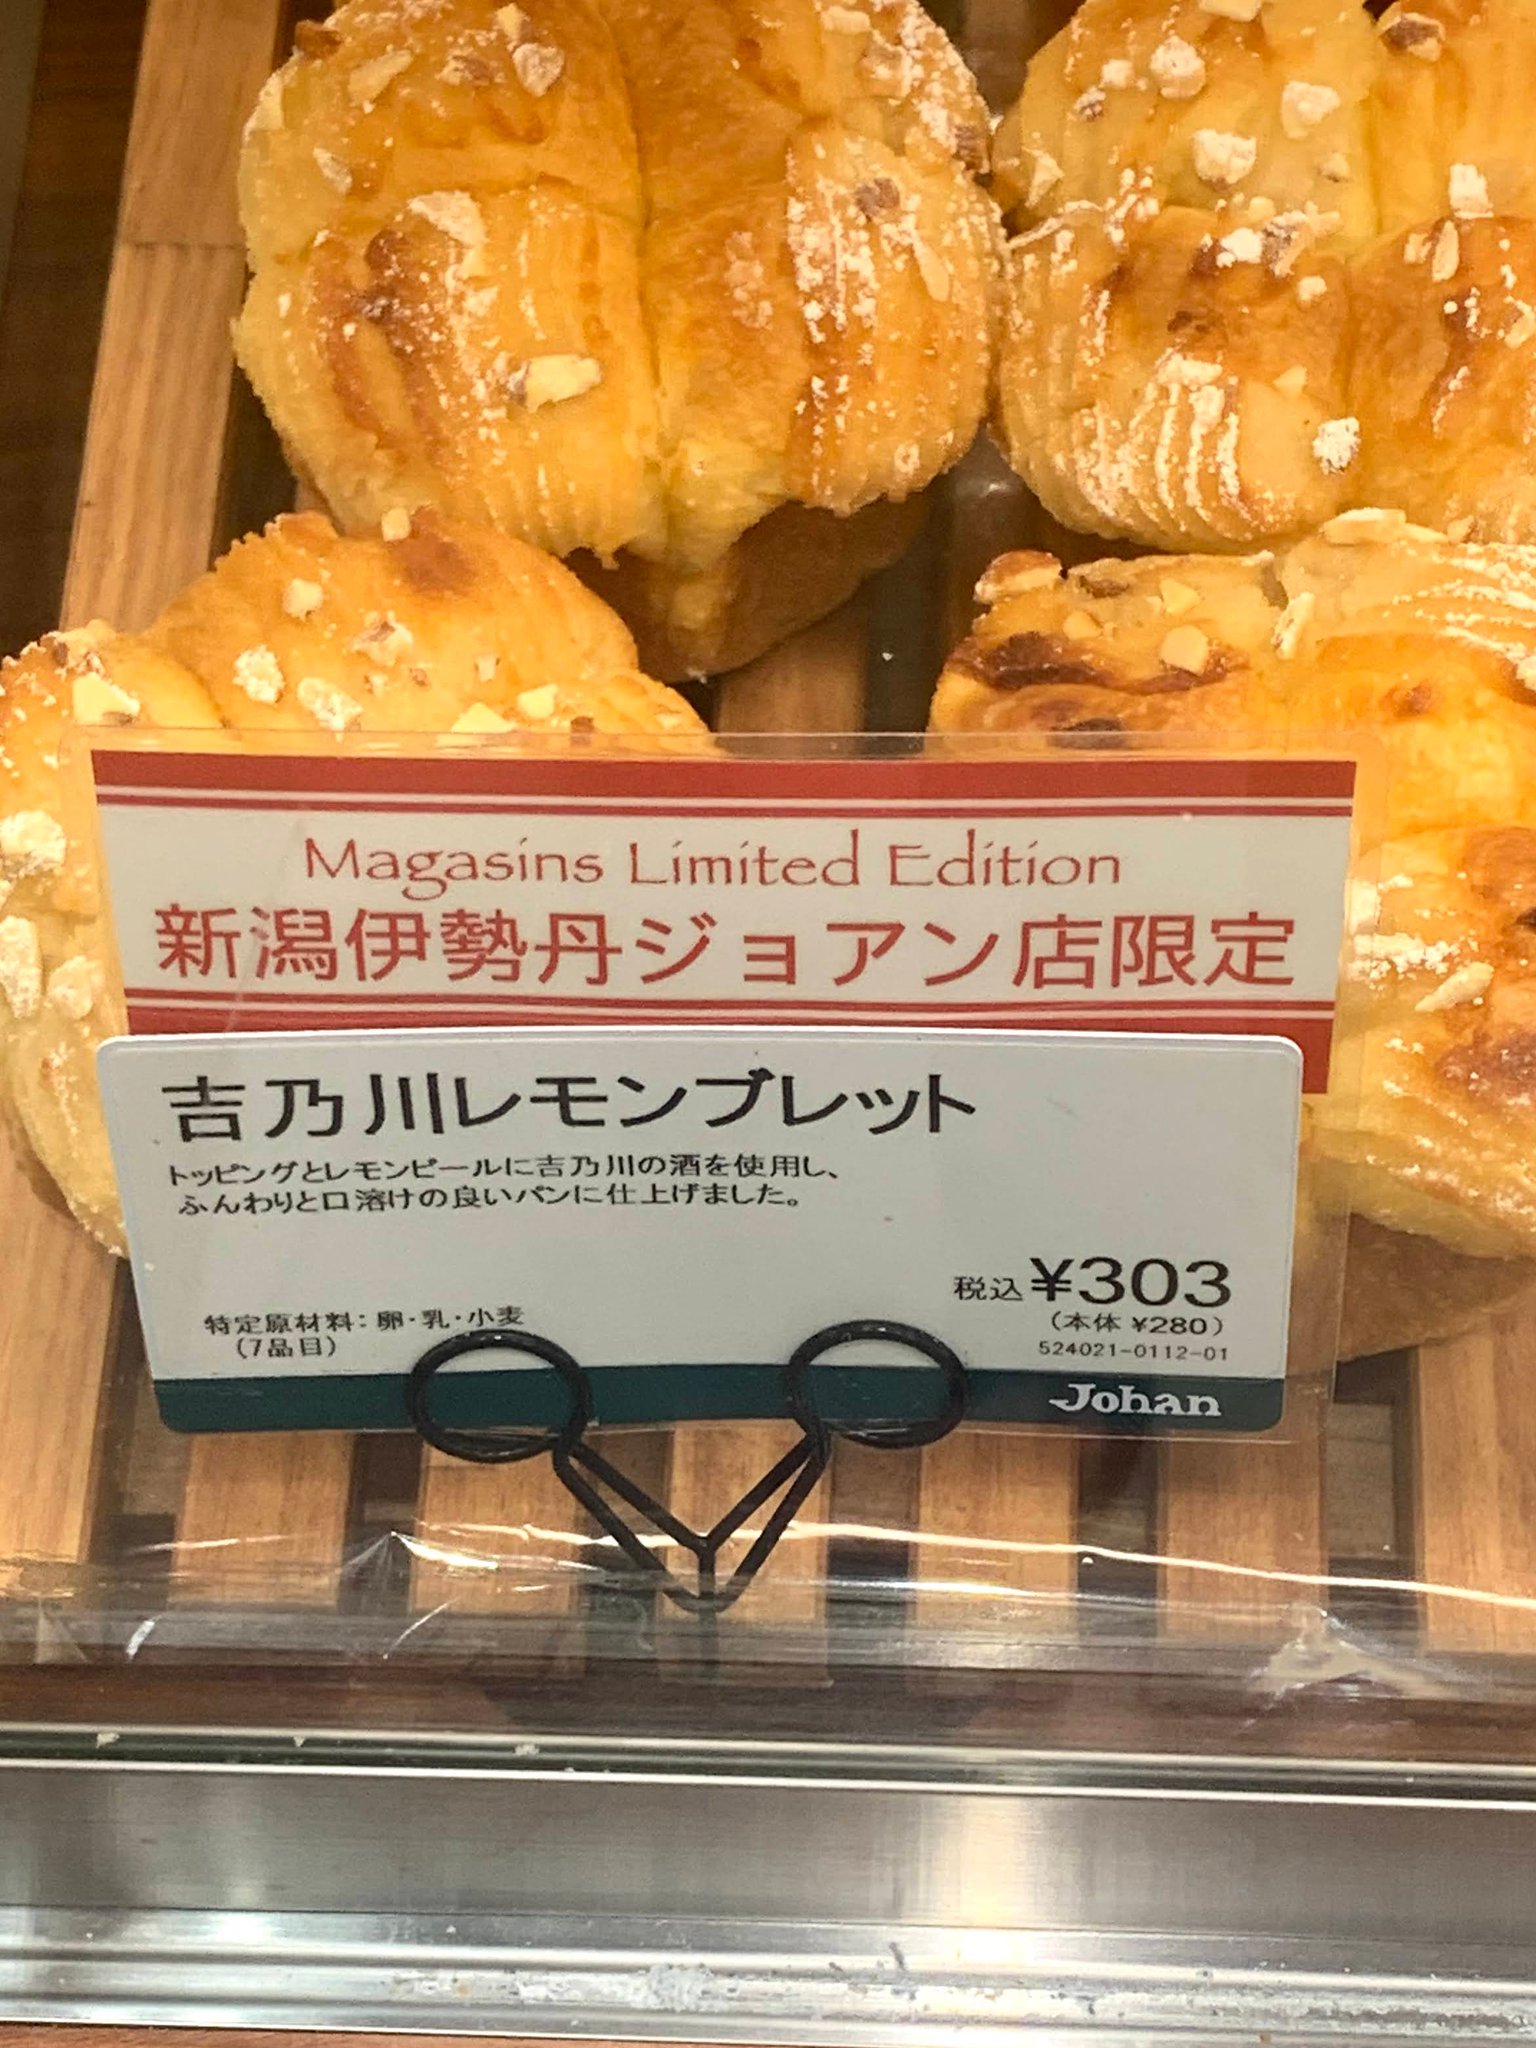 Magasins Limited Edition
新潟伊勢丹ジョアン店限定
吉乃川レモンブレット
トッピングとレモンピールに吉乃川の酒を使用し、
ふんわりと口溶けの良いパンに仕上げました。
税込¥303
特定原材料：卵・乳・小麦
（本体 ¥280）
（7品目）
524021-0112-01
Johan